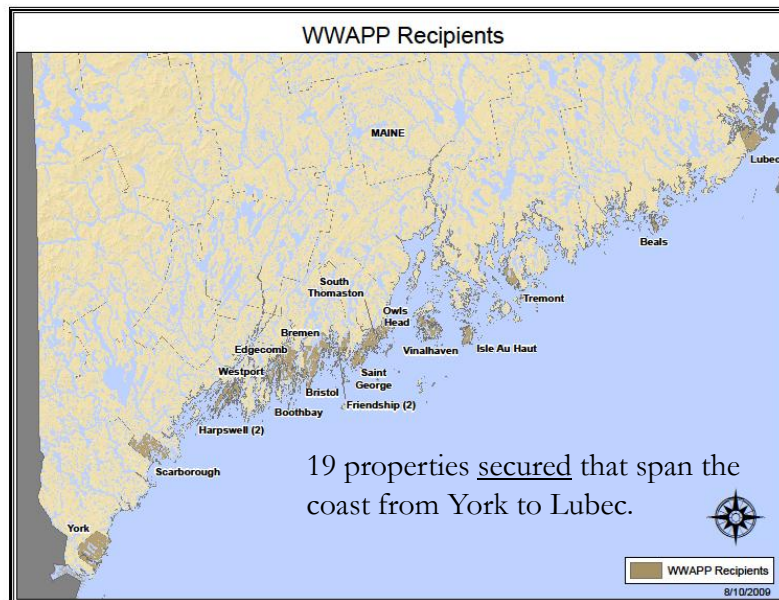 WWAPP Recipients
MAINE
Lubec
Beals
Tremont
South
Thomaston
Owls
Head
Bremen
Edgecomb
Vinalhaven
Isle Au Haut
Westport
Saint
George
Bristol
Friendship (2)
Boothbay
Harpswell (2)
Scarborough
York
19 properties secured that span the
coast from York to Lubec.
WWAPP Recipients
8/10/2009